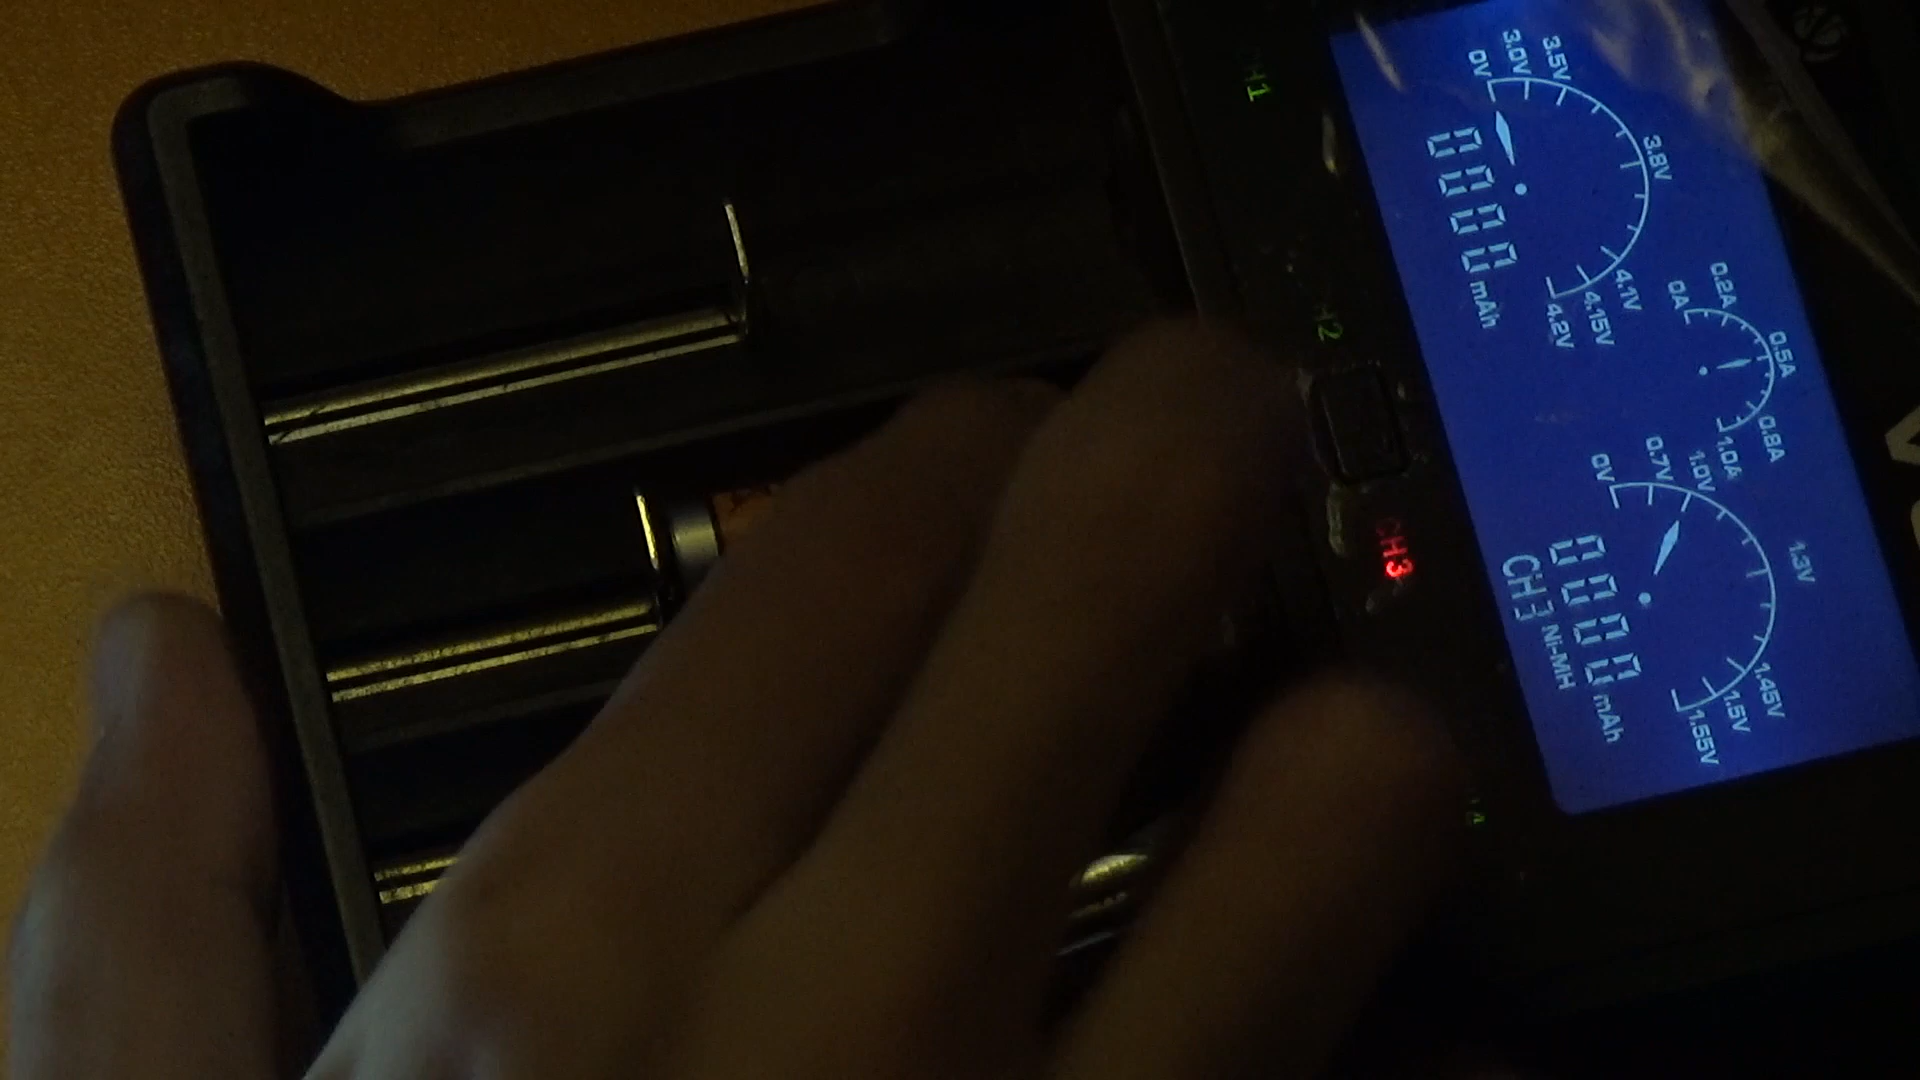 CH1
0V
3.0V
3.5V
3.8V
4.1V
4.15V
4.2V
0000 mAh
0A
0.2A
0.5A
0.8A
1.0A
0V
0.7V
1.0V
1.3V
1.45V
1.5V
1.55V
0000 mAh
CH3 Ni-MH
H2
CH3